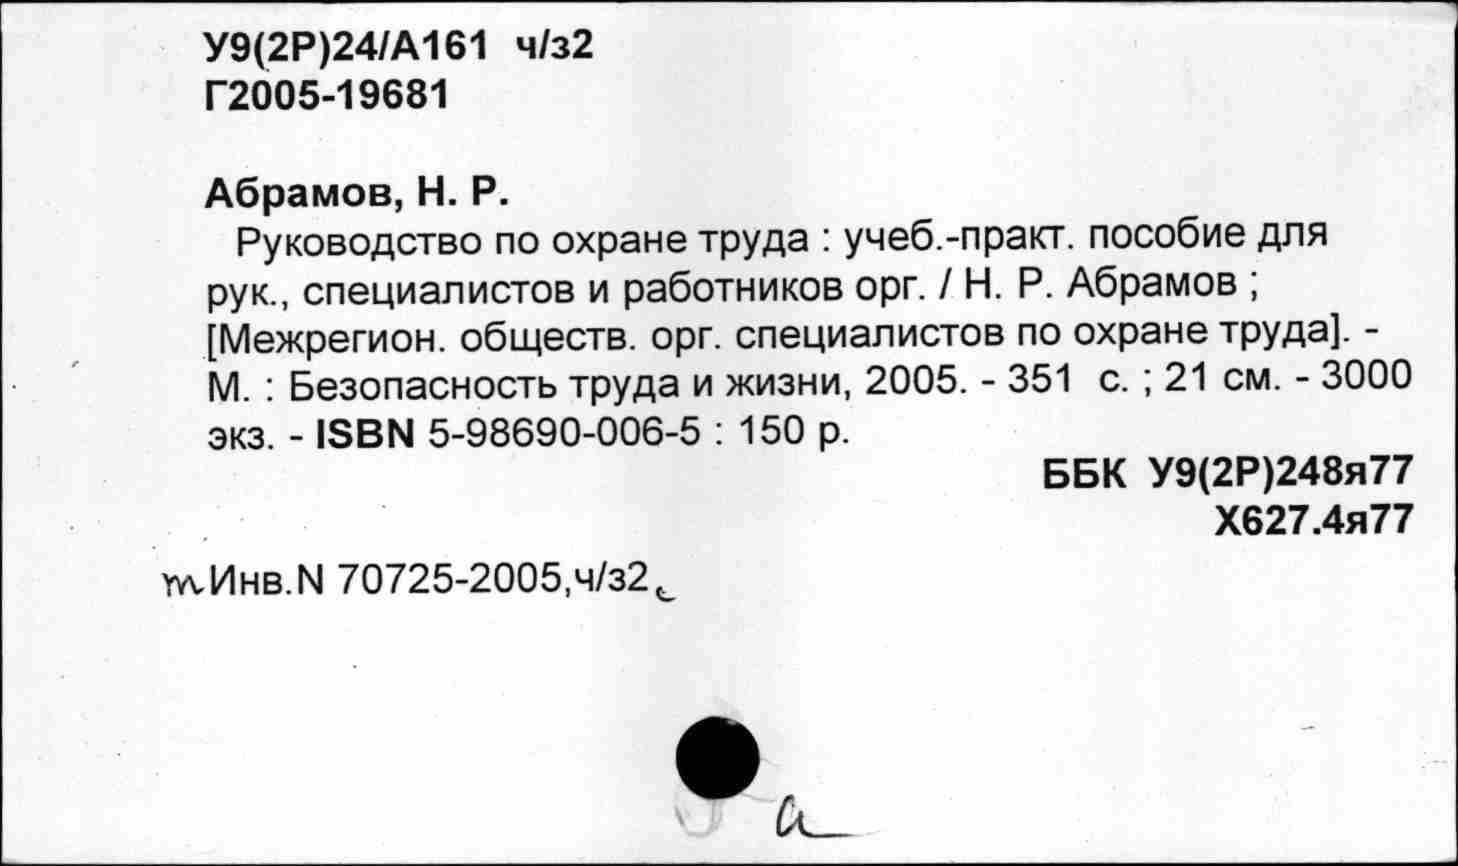 У9(2Р)24/А161 ч/з2
Г2005-19681
Абрамов, Н. Р.
Руководство по охране труда : учеб.-практ. пособие для
рук., специалистов и работников орг. / Н. Р. Абрамов ;
[Межрегион. обществ. орг. специалистов по охране труда]. -
М. : Безопасность труда и жизни, 2005. - 351 с. ; 21 см. - 3000
экз. - ISBN 5-98690-006-5 : 150 р.
ББК У9(2Р)248я77
Х627.4я77
Инв.N 70725-2005,ч/з2